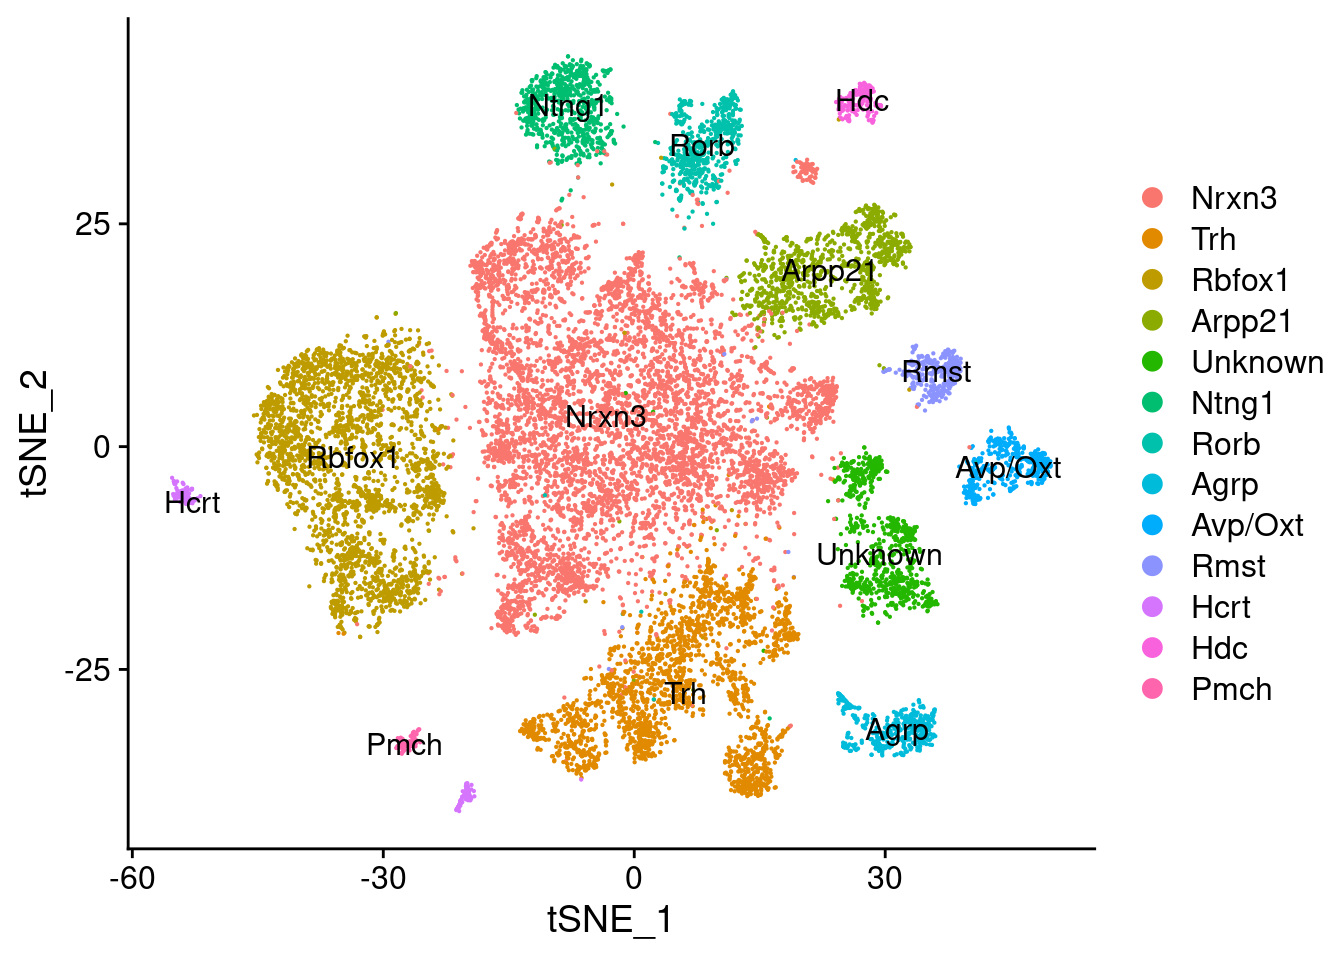 Ntng1
Hdc
Rorb
Arpp21
Rmst
Nrxn3
Rbfox1
Avp/Oxt
Hcrt
Unknown
Trh
Agrp
Pmch
25
0
-25
tSNE_2
-60
-30
0
30
tSNE_1
Nrxn3
Trh
Rbfox1
Arpp21
Unknown
Ntng1
Rorb
Agrp
Avp/Oxt
Rmst
Hcrt
Hdc
Pmch